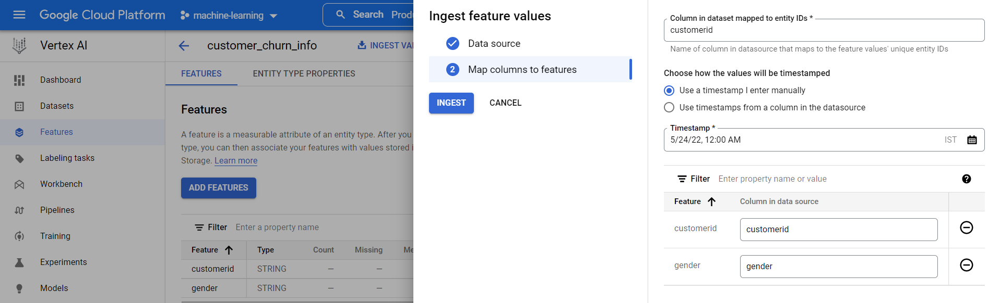 Google Cloud Platform
machine-learning
Search Produ
Vertex AI
Dashboard
Datasets
Features
Labeling tasks
Workbench
Pipelines
Training
Experiments
Models
customer_churn_info
INGEST VA
FEATURES
ENTITY TYPE PROPERTIES
Features
A feature is a measurable attribute of an entity type. After you
type, you can then associate your features with values stored i
Storage. Learn more
ADD FEATURES
Filter Enter a property name
Feature Type Count Missing Me
customerid STRING — —
gender STRING — —
Ingest feature values
Data source
2 Map columns to features
INGEST CANCEL
Column in dataset mapped to entity IDs *
customerid
Name of column in datasource that maps to the feature values' unique entity IDs
Choose how the values will be timestamped
Use a timestamp I enter manually
Use timestamps from a column in the datasource
Timestamp *
5/24/22, 12:00 AM IST
Filter Enter property name or value ?
Feature Column in data source
customerid customerid
gender gender